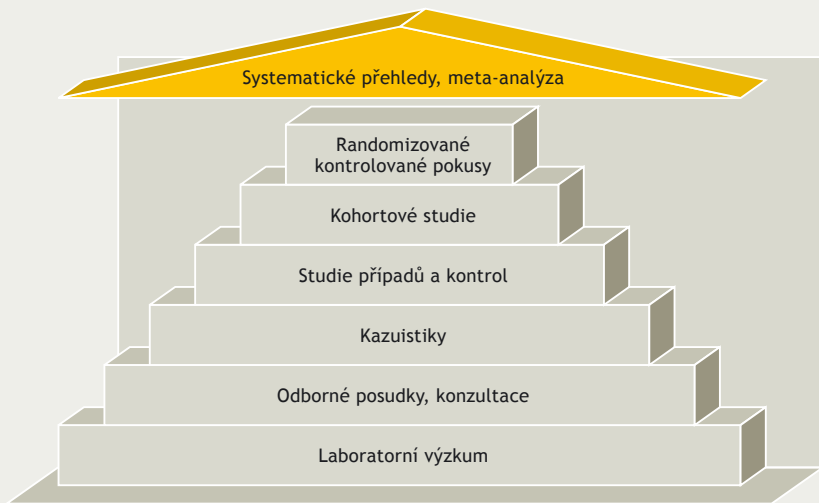 Systematické přehledy, meta-analýza
Randomizované
kontrolované pokusy
Kohortové studie
Studie případů a kontrol
Kazuistiky
Odborné posudky, konzultace
Laboratorní výzkum